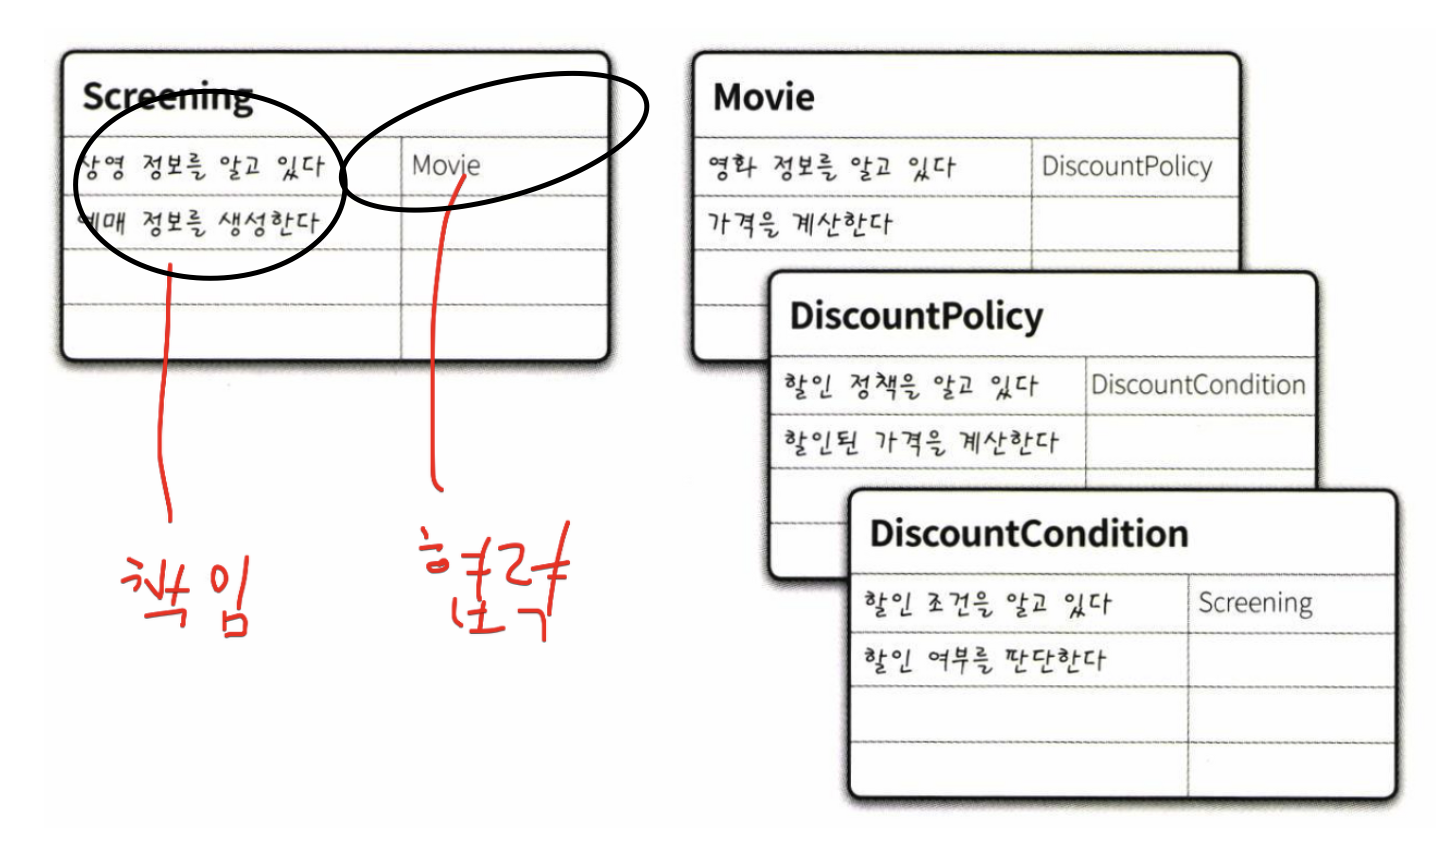 Screening
상영 정보를 알고 있다 Movie
예매 정보를 생성한다
책임
협력
Movie
영화 정보를 알고 있다 DiscountPolicy
가격을 계산한다
DiscountPolicy
할인 정책을 알고 있다 DiscountCondition
할인된 가격을 계산한다
DiscountCondition
할인 조건을 알고 있다 Screening
할인 여부를 판단한다